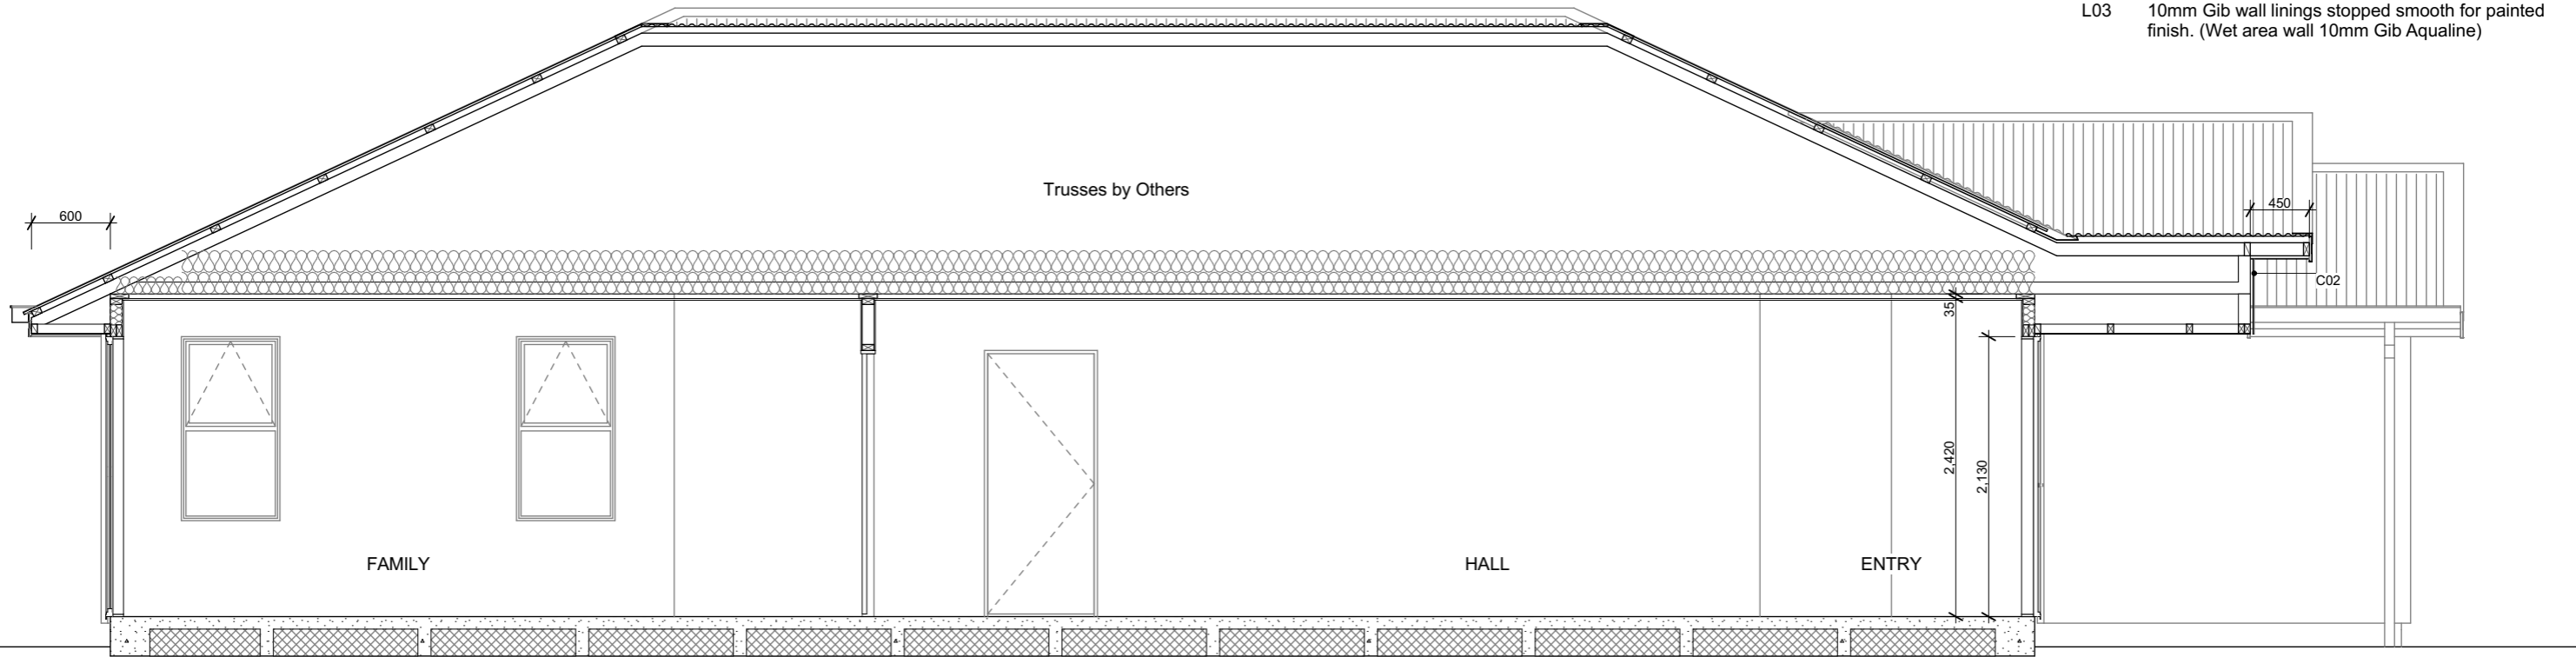 L03 10mm Gib wall linings stopped smooth for painted
finish. (Wet area wall 10mm Gib Aqualine)
Trusses by Others
600
450
C02
35
2,420
2,130
FAMILY
HALL
ENTRY